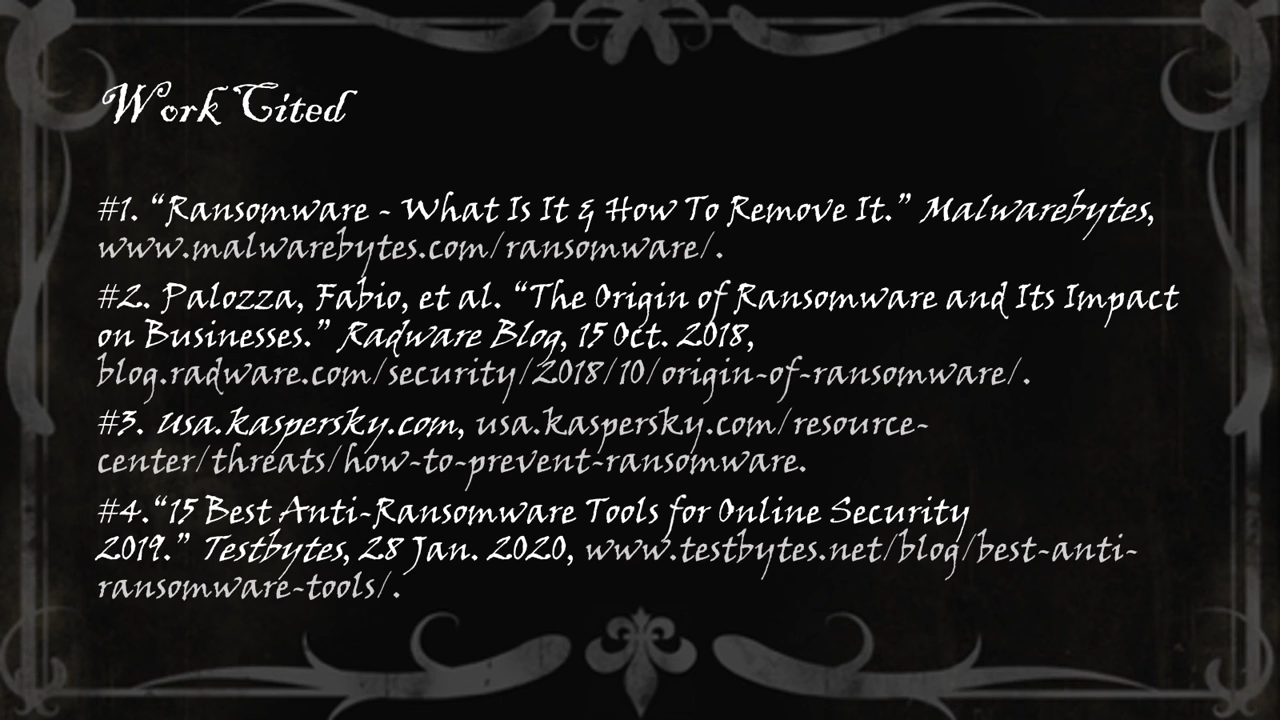 Work Cited
#1. “Ransomware - What Is It & How To Remove It.” Malwarebytes,
www.malwarebytes.com/ransomware/.
#2. Palozza, Fabio, et al. “The Origin of Ransomware and Its Impact
on Businesses.” Radware Blog, 15 Oct. 2018,
blog.radware.com/security/2018/10/origin-of-ransomware/.
#3. Usa.kaspersky.com, usa.kaspersky.com/resource-
center/threats/how-to-prevent-ransomware.
#4.“15 Best Anti-Ransomware Tools for Online Security
2019.” Testbytes, 28 Jan. 2020, www.testbytes.net/blog/best-anti-
ransomware-tools/.